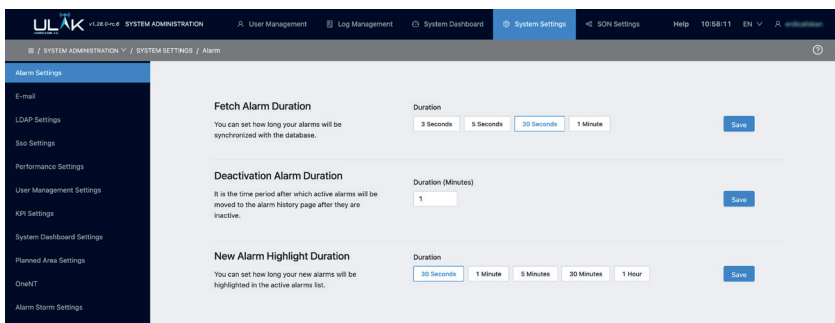 ULAK v1.28.0-rc.6 SYSTEM ADMINISTRATION User Management Log Management System Dashboard System Settings SON Settings Help 10:58:11 EN
/ SYSTEM ADMINISTRATION / SYSTEM SETTINGS / Alarm
Alarm Settings
E-mail
LDAP Settings
Sso Settings
Performance Settings
User Management Settings
KPI Settings
System Dashboard Settings
Planned Area Settings
OneNT
Alarm Storm Settings
Fetch Alarm Duration
You can set how long your alarms will be
synchronized with the database.
Duration
3 Seconds 5 Seconds 30 Seconds 1 Minute
Save
Deactivation Alarm Duration
It is the time period after which active alarms will be
moved to the alarm history page after they are
inactive.
Duration (Minutes)
1
Save
New Alarm Highlight Duration
You can set how long your new alarms will be
highlighted in the active alarms list.
Duration
30 Seconds 1 Minute 5 Minutes 30 Minutes 1 Hour
Save